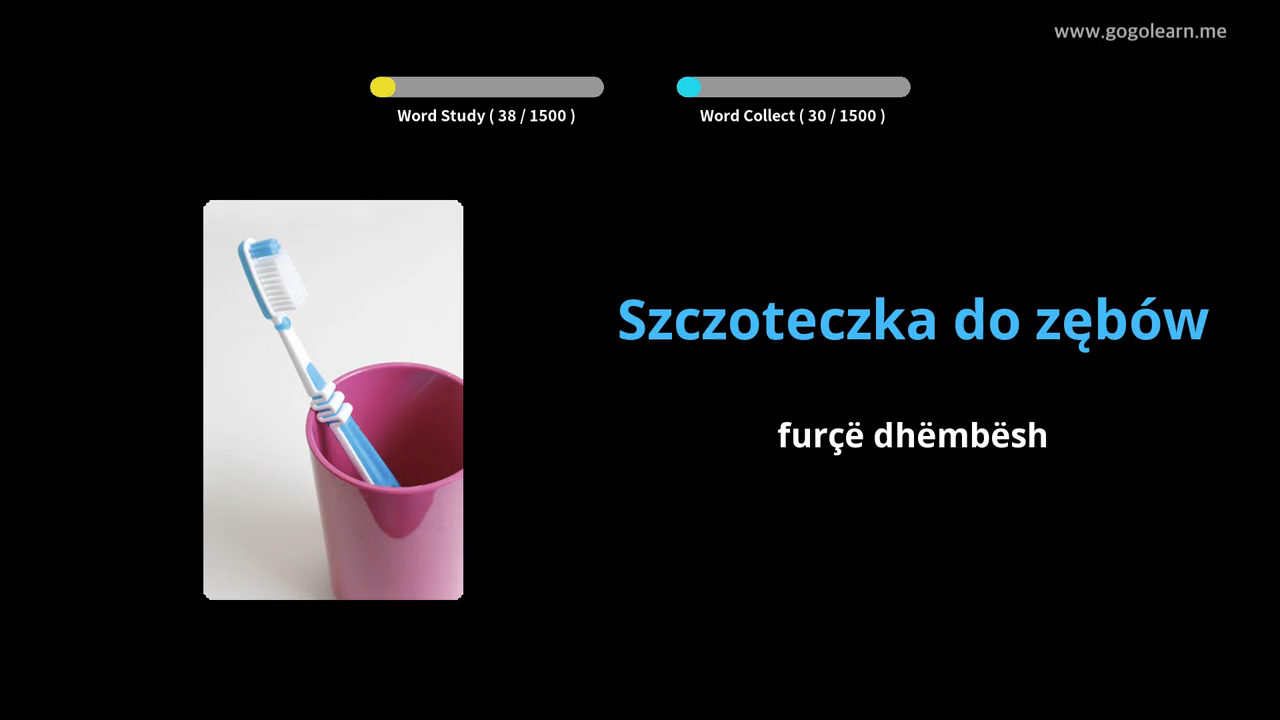 www.gogolearn.me
Word Study ( 38 / 1500 )
Word Collect ( 30 / 1500 )
Szczoteczka do zębów
furçë dhëmbësh